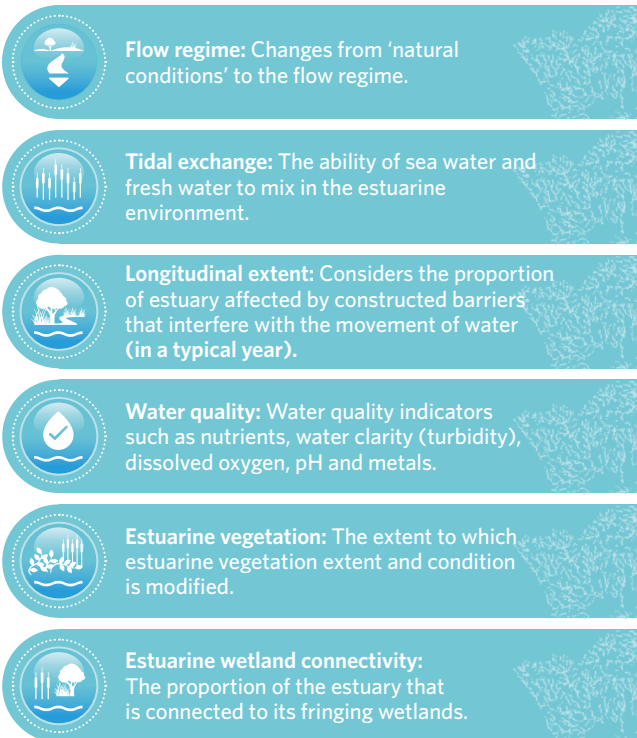 Flow regime: Changes from ‘natural
conditions’ to the flow regime.
Tidal exchange: The ability of sea water and
fresh water to mix in the estuarine
environment.
Longitudinal extent: Considers the proportion
of estuary affected by constructed barriers
that interfere with the movement of water
(in a typical year).
Water quality: Water quality indicators
such as nutrients, water clarity (turbidity),
dissolved oxygen, pH and metals.
Estuarine vegetation: The extent to which
estuarine vegetation extent and condition
is modified.
Estuarine wetland connectivity:
The proportion of the estuary that
is connected to its fringing wetlands.